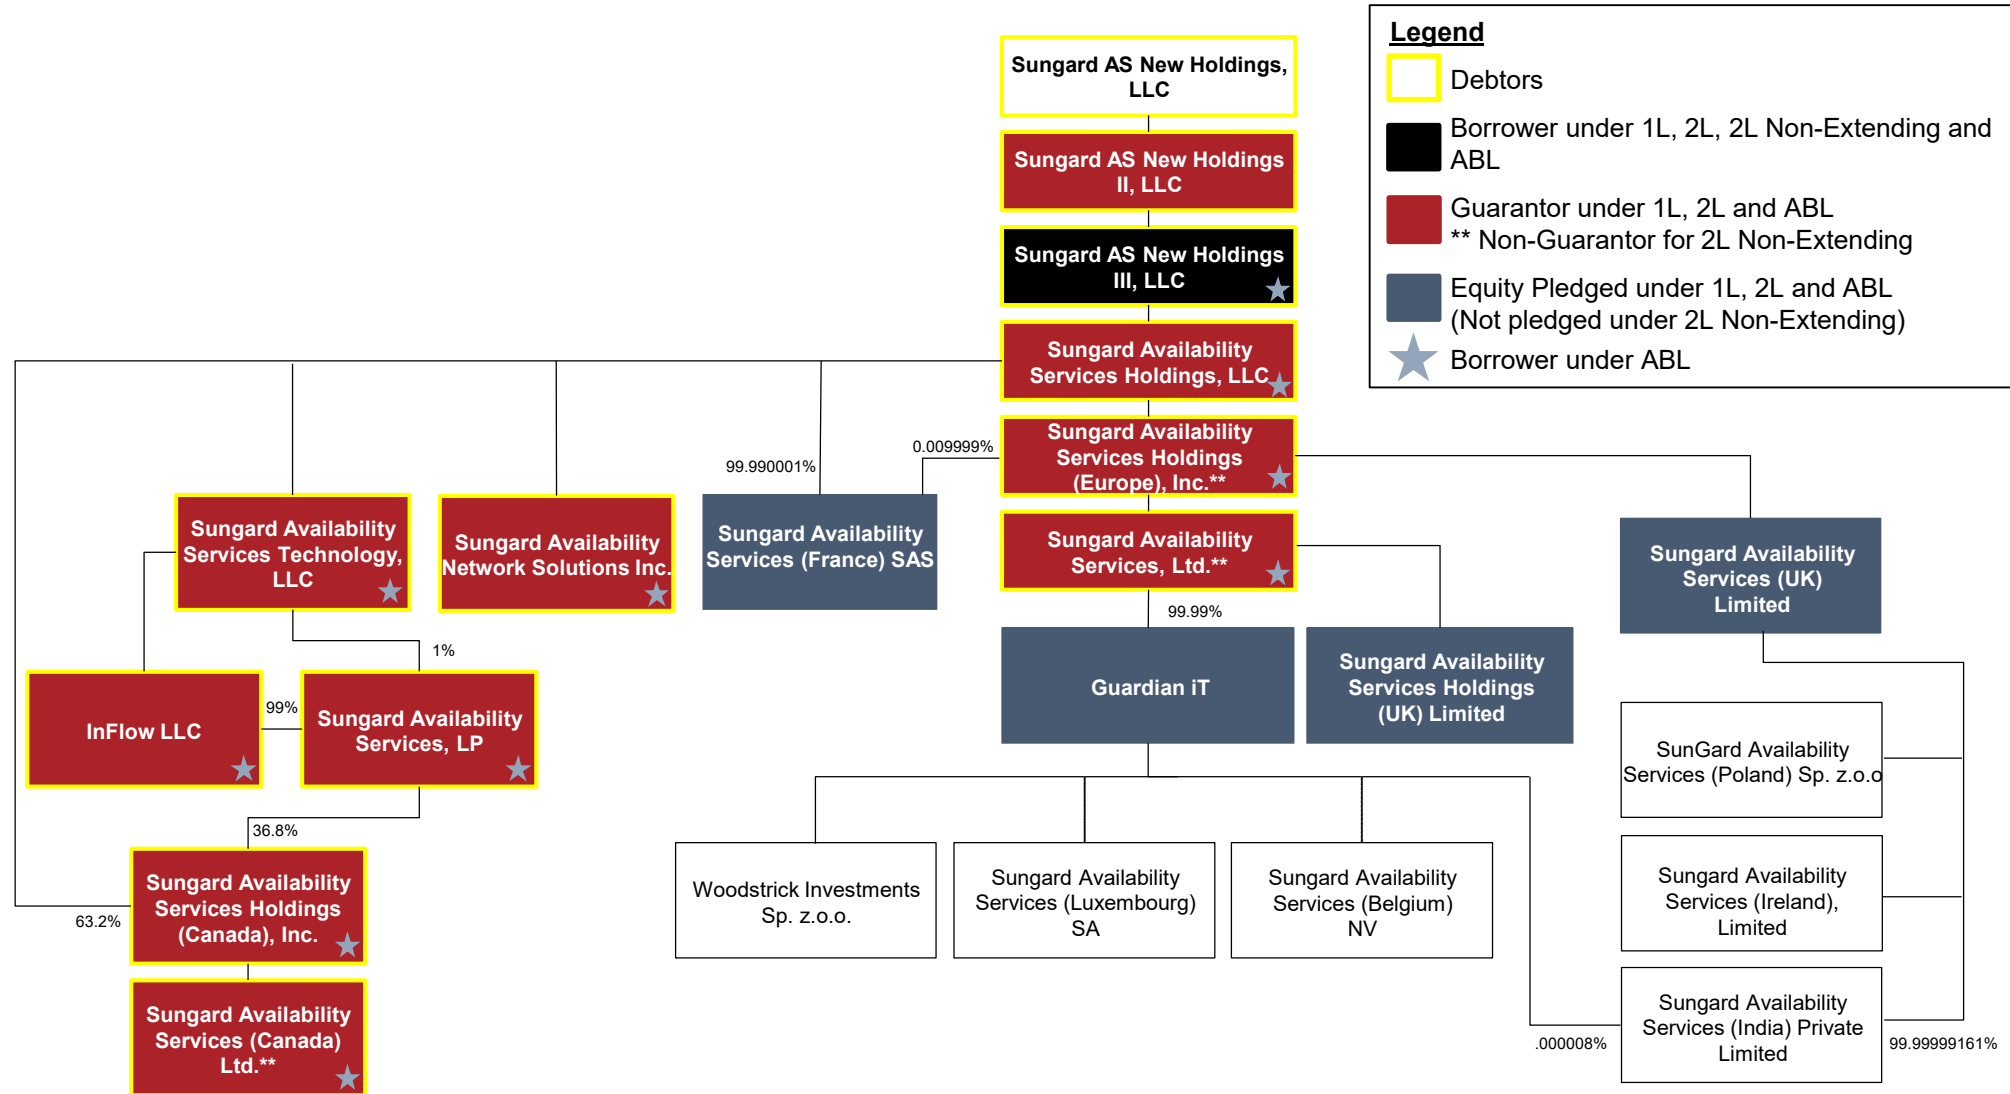 Legend
Debtors
Borrower under 1L, 2L, 2L Non-Extending and
ABL
Guarantor under 1L, 2L and ABL
** Non-Guarantor for 2L Non-Extending
Equity Pledged under 1L, 2L and ABL
(Not pledged under 2L Non-Extending)
Borrower under ABL
Sungard AS New Holdings,
LLC
Sungard AS New Holdings
II, LLC
Sungard AS New Holdings
III, LLC
Sungard Availability
Services Holdings, LLC
Sungard Availability
Services Holdings
(Europe), Inc.**
0.009999%
99.990001%
Sungard Availability
Services Technology,
LLC
Sungard Availability
Network Solutions Inc.
Sungard Availability
Services (France) SAS
Sungard Availability
Services, Ltd.**
Sungard Availability
Services (UK)
Limited
99.99%
1%
InFlow LLC
99%
Sungard Availability
Services, LP
Guardian iT
Sungard Availability
Services Holdings
(UK) Limited
SunGard Availability
Services (Poland) Sp. z.o.o
36.8%
63.2%
Sungard Availability
Services Holdings
(Canada), Inc.
Woodstrick Investments
Sp. z.o.o.
Sungard Availability
Services (Luxembourg)
SA
Sungard Availability
Services (Belgium)
NV
Sungard Availability
Services (Ireland),
Limited
Sungard Availability
Services (Canada)
Ltd.**
.000008%
Sungard Availability
Services (India) Private
Limited
99.99999161%